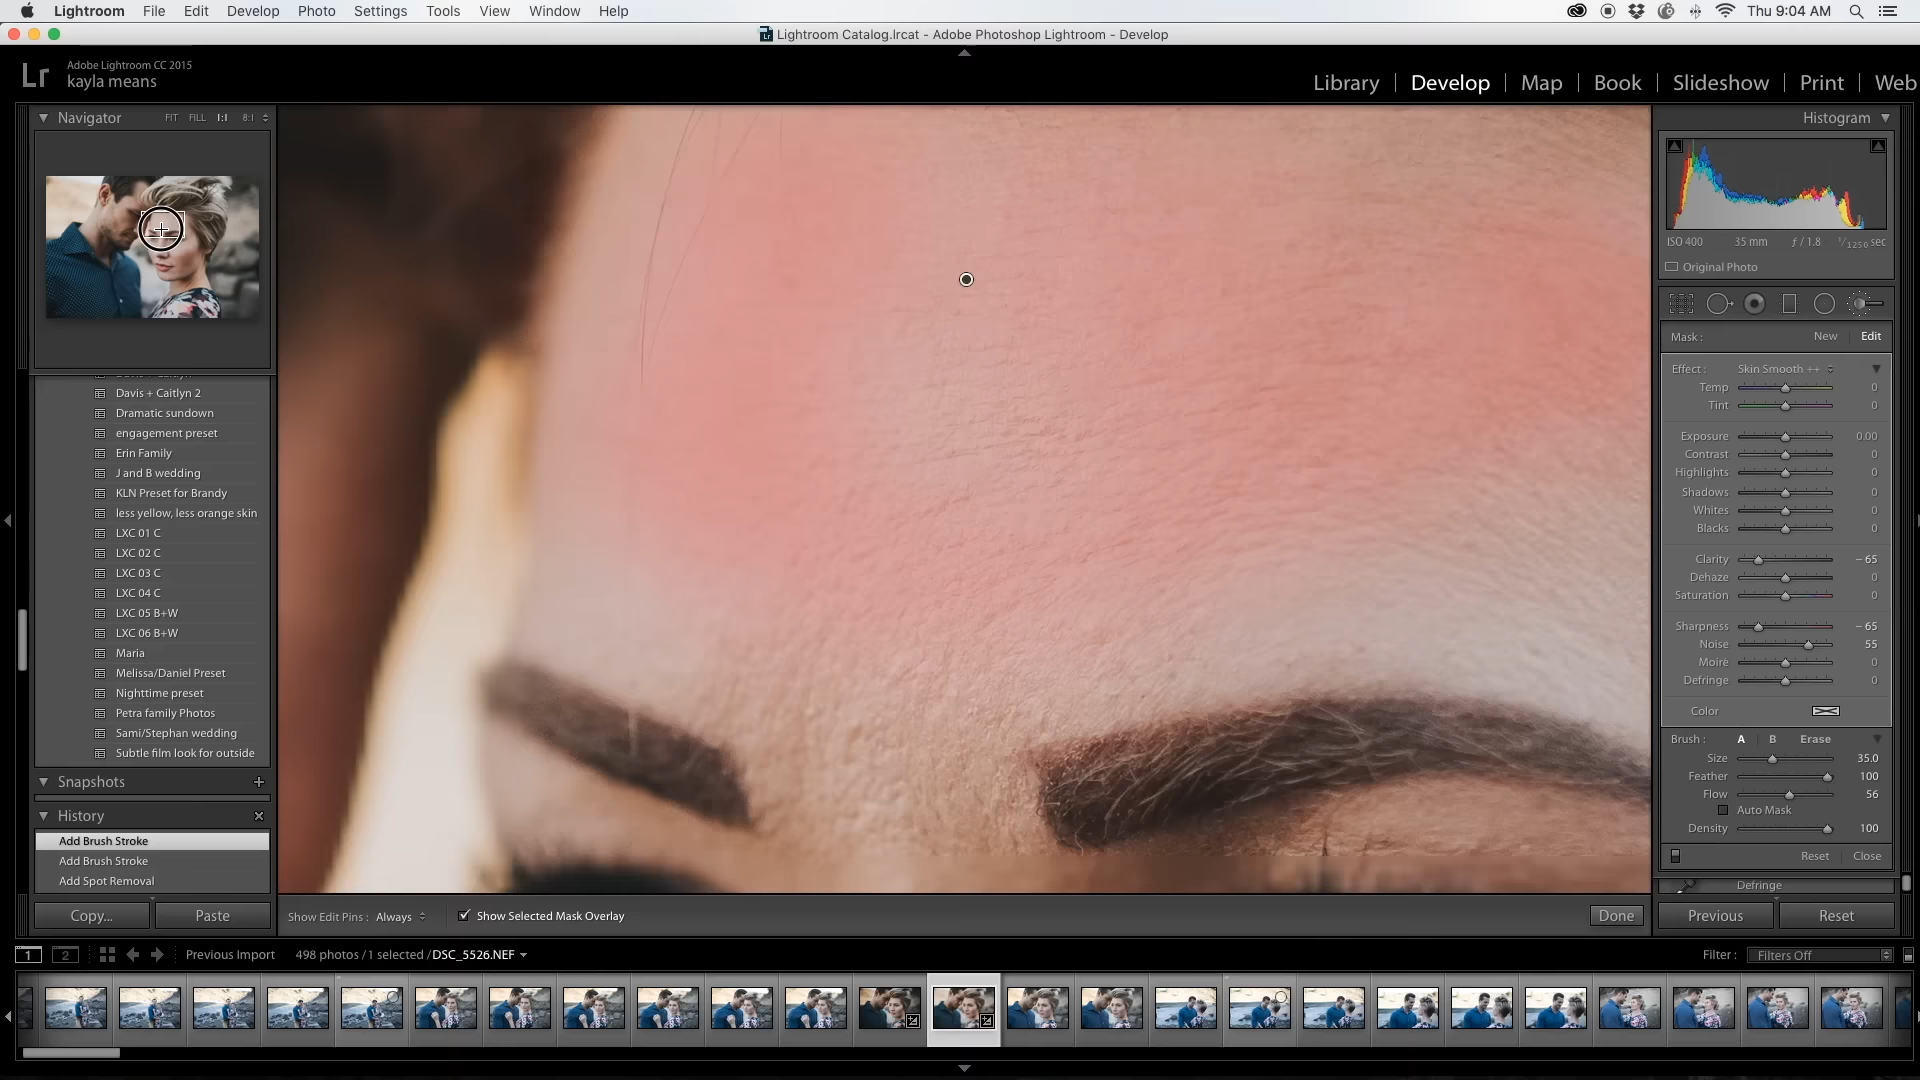 Lightroom File Edit Develop Photo Settings Tools View Window Help
Thu 9:04 AM
Lightroom Catalog.lrcat - Adobe Photoshop Lightroom - Develop
Lr
Adobe Lightroom CC 2015
kayla means
Library | Develop | Map | Book | Slideshow | Print | Web
Navigator FIT FILL 1:1 8:1
Davis + Caitlyn 2
Dramatic sundown
engagement preset
Erin Family
J and B wedding
KLN Preset for Brandy
less yellow, less orange skin
LXC 01 C
LXC 02 C
LXC 03 C
LXC 04 C
LXC 05 B+W
LXC 06 B+W
Maria
Melissa/Daniel Preset
Nighttime preset
Petra family Photos
Sami/Stephan wedding
Subtle film look for outside
Snapshots +
History
Add Brush Stroke
Add Brush Stroke
Add Spot Removal
Copy... Paste
Show Edit Pins : Always Show Selected Mask Overlay Done
Histogram
ISO 400 35 mm ƒ / 1.8 1/1250 sec
Original Photo
Mask : New Edit
Effect : Skin Smooth ++
Temp 0
Tint 0
Exposure 0.00
Contrast 0
Highlights 0
Shadows 0
Whites 0
Blacks 0
Clarity – 65
Dehaze 0
Saturation 0
Sharpness – 65
Noise 55
Moiré 0
Defringe 0
Color
Brush : A B Erase
Size 35.0
Feather 100
Flow 56
Auto Mask
Density 100
Reset Close
Defringe
Previous Reset
1 2 Previous Import 498 photos / 1 selected / DSC_5526.NEF Filter : Filters Off